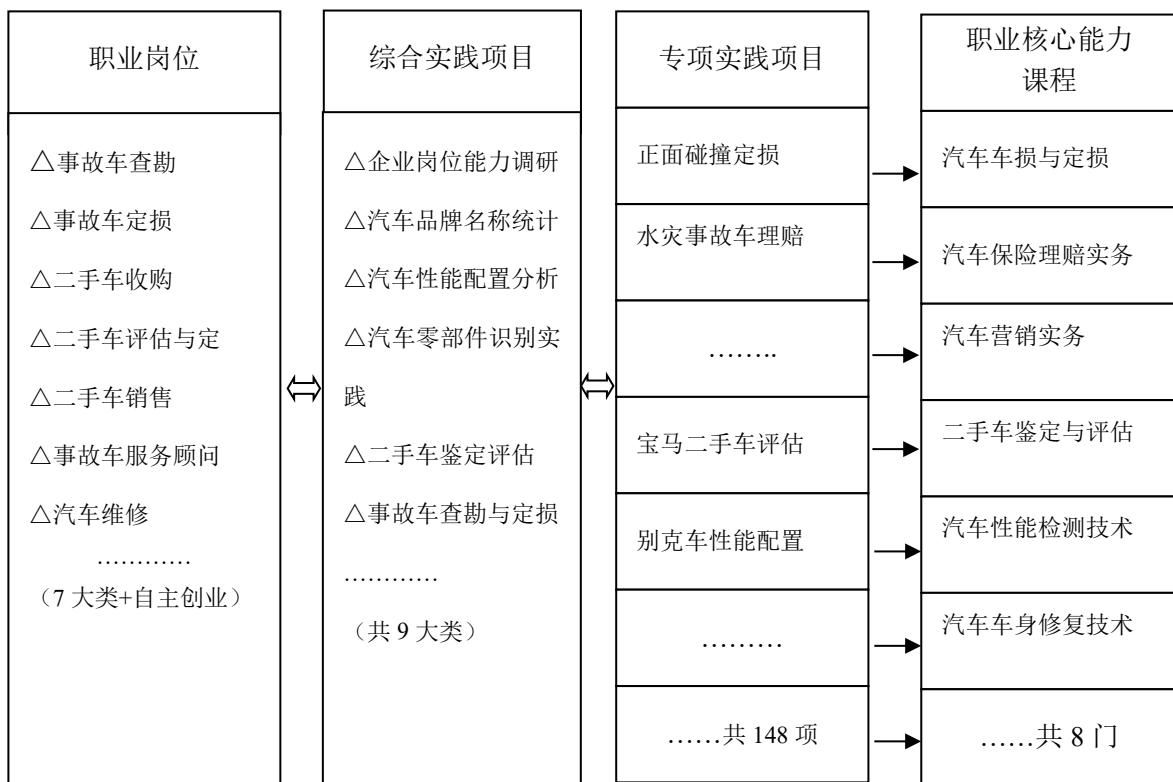 职业岗位
△事故车查勘
△事故车定损
△二手车收购
△二手车评估与定
△二手车销售
△事故车服务顾问
△汽车维修
…………
（7 大类+自主创业）
综合实践项目
△企业岗位能力调研
△汽车品牌名称统计
△汽车性能配置分析
△汽车零部件识别实
践
△二手车鉴定评估
△事故车查勘与定损
…………
（共 9 大类）
专项实践项目
正面碰撞定损
水灾事故车理赔
……..
宝马二手车评估
别克车性能配置
………
……共 148 项
职业核心能力
课程
汽车车损与定损
汽车保险理赔实务
汽车营销实务
二手车鉴定与评估
汽车性能检测技术
汽车车身修复技术
……共 8 门